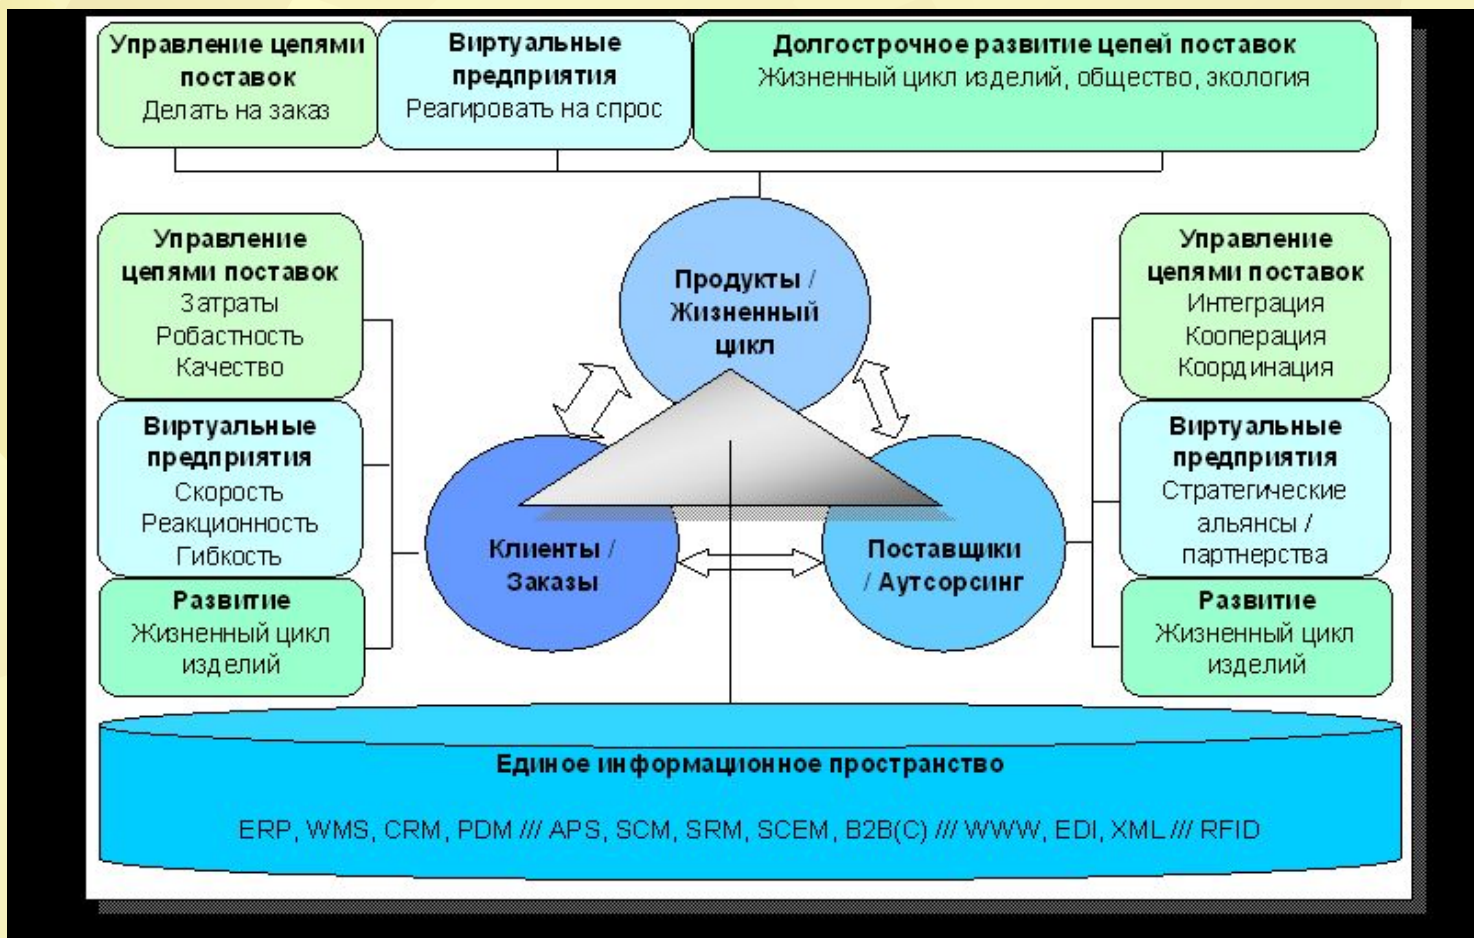 Управление цепями
поставок
Делать на заказ
Виртуальные
предприятия
Реагировать на спрос
Долгострочное развитие цепей поставок
Жизненный цикл изделий, общество, экология
Управление
цепями поставок
Затраты
Робастность
Качество
Виртуальные
предприятия
Скорость
Реакционность
Гибкость
Развитие
Жизненный цикл
изделий
Продукты /
Жизненный
цикл
Клиенты /
Заказы
Поставщики
/ Аутсорсинг
Управление
цепями поставок
Интеграция
Кооперация
Координация
Виртуальные
предприятия
Стратегические
альянсы /
партнерства
Развитие
Жизненный цикл
изделий
Единое информационное пространство
ERP, WMS, CRM, PDM /// APS, SCM, SRM, SCEM, B2B(C) /// WWW, EDI, XML /// RFID